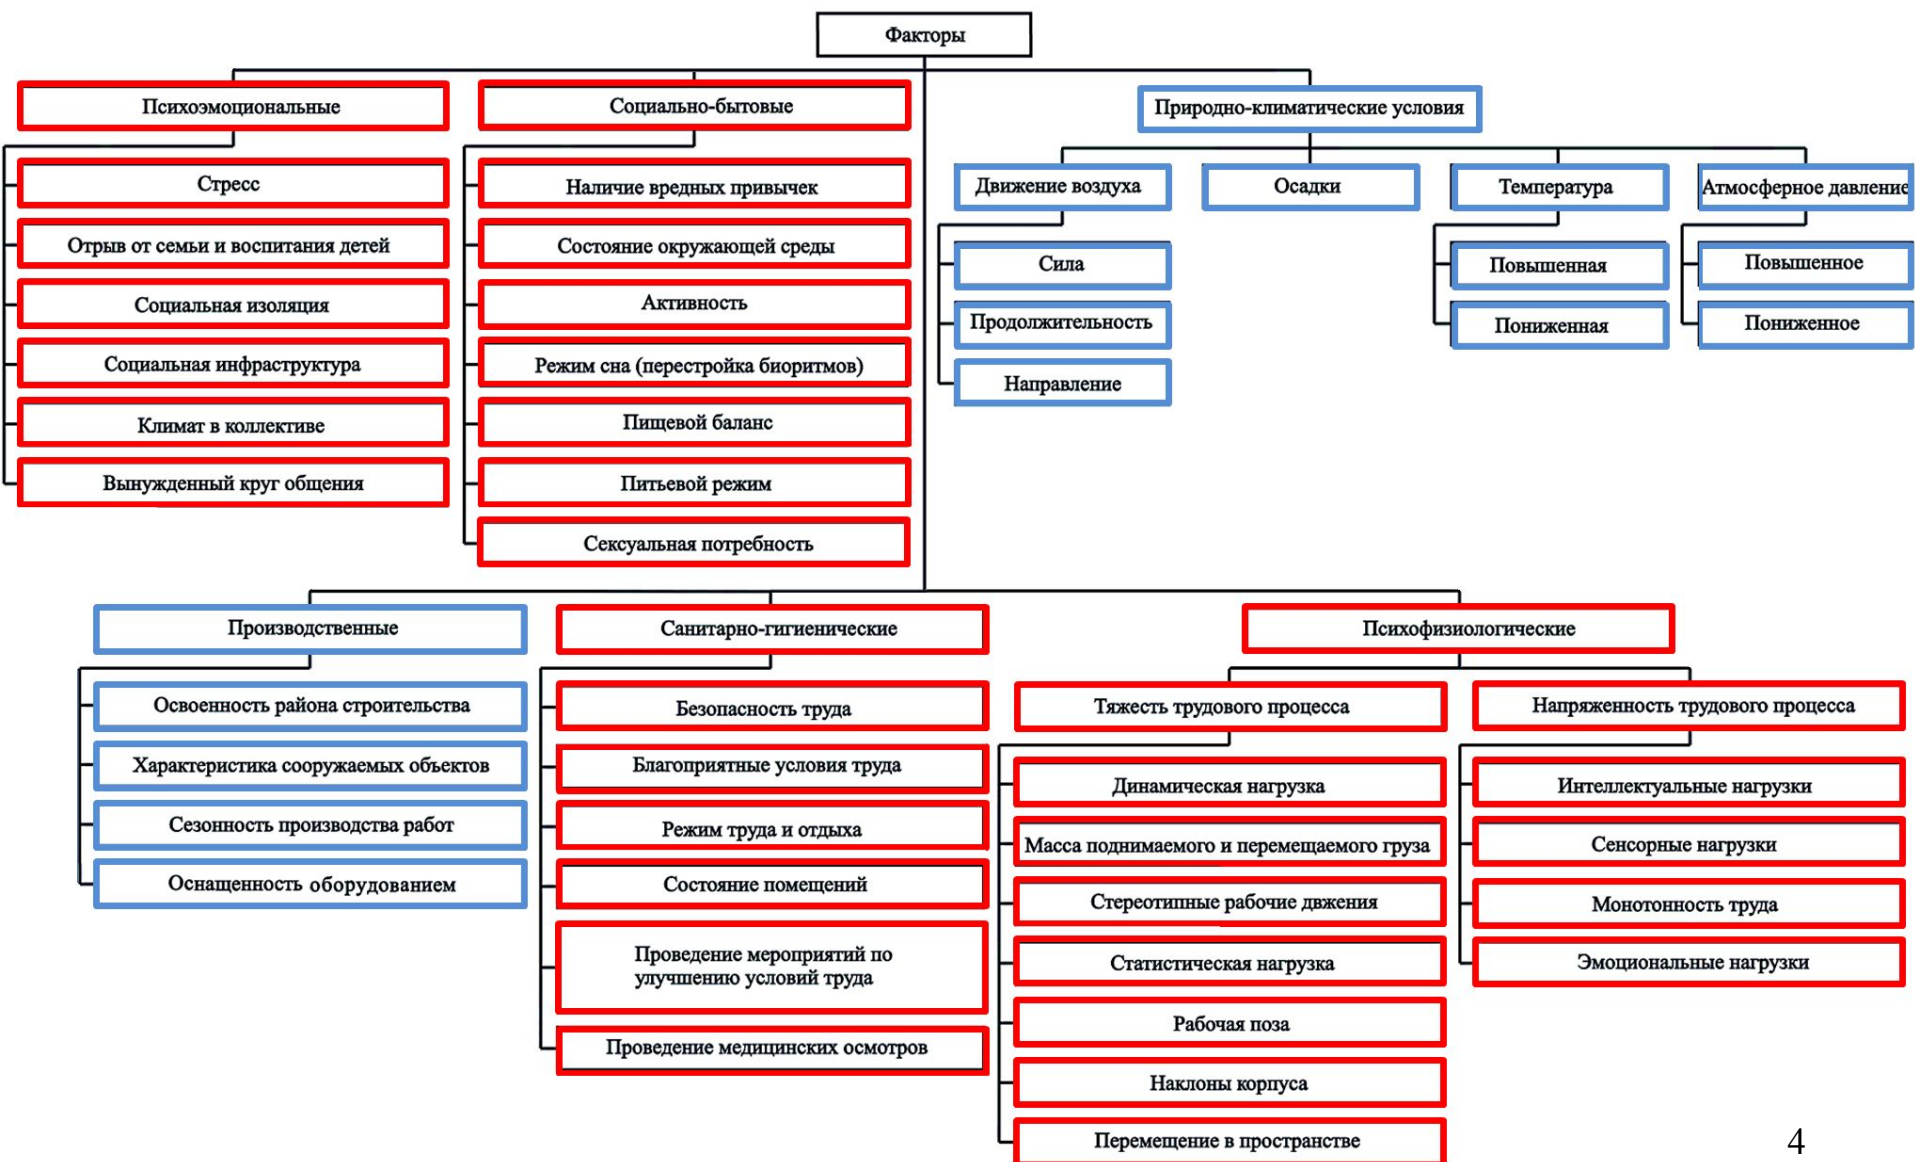 Факторы
Психоэмоциональные
Стресс
Отрыв от семьи и воспитания детей
Социальная изоляция
Социальная инфраструктура
Климат в коллективе
Вынужденный круг общения
Социально-бытовые
Наличие вредных привычек
Состояние окружающей среды
Активность
Режим сна (перестройка биоритмов)
Пищевой баланс
Питьевой режим
Сексуальная потребность
Природно-климатические условия
Движение воздуха
Сила
Продолжительность
Направление
Осадки
Температура
Повышенная
Пониженная
Атмосферное давление
Повышенное
Пониженное
Производственные
Освоенность района строительства
Характеристика сооружаемых объектов
Сезонность производства работ
Оснащенность оборудованием
Санитарно-гигиенические
Безопасность труда
Благоприятные условия труда
Режим труда и отдыха
Состояние помещений
Проведение мероприятий по
улучшению условий труда
Проведение медицинских осмотров
Психофизиологические
Тяжесть трудового процесса
Динамическая нагрузка
Масса поднимаемого и перемещаемого груза
Стереотипные рабочие двжения
Статистическая нагрузка
Рабочая поза
Наклоны корпуса
Перемещение в пространстве
Напряженность трудового процесса
Интеллектуальные нагрузки
Сенсорные нагрузки
Монотонность труда
Эмоциональные нагрузки
4